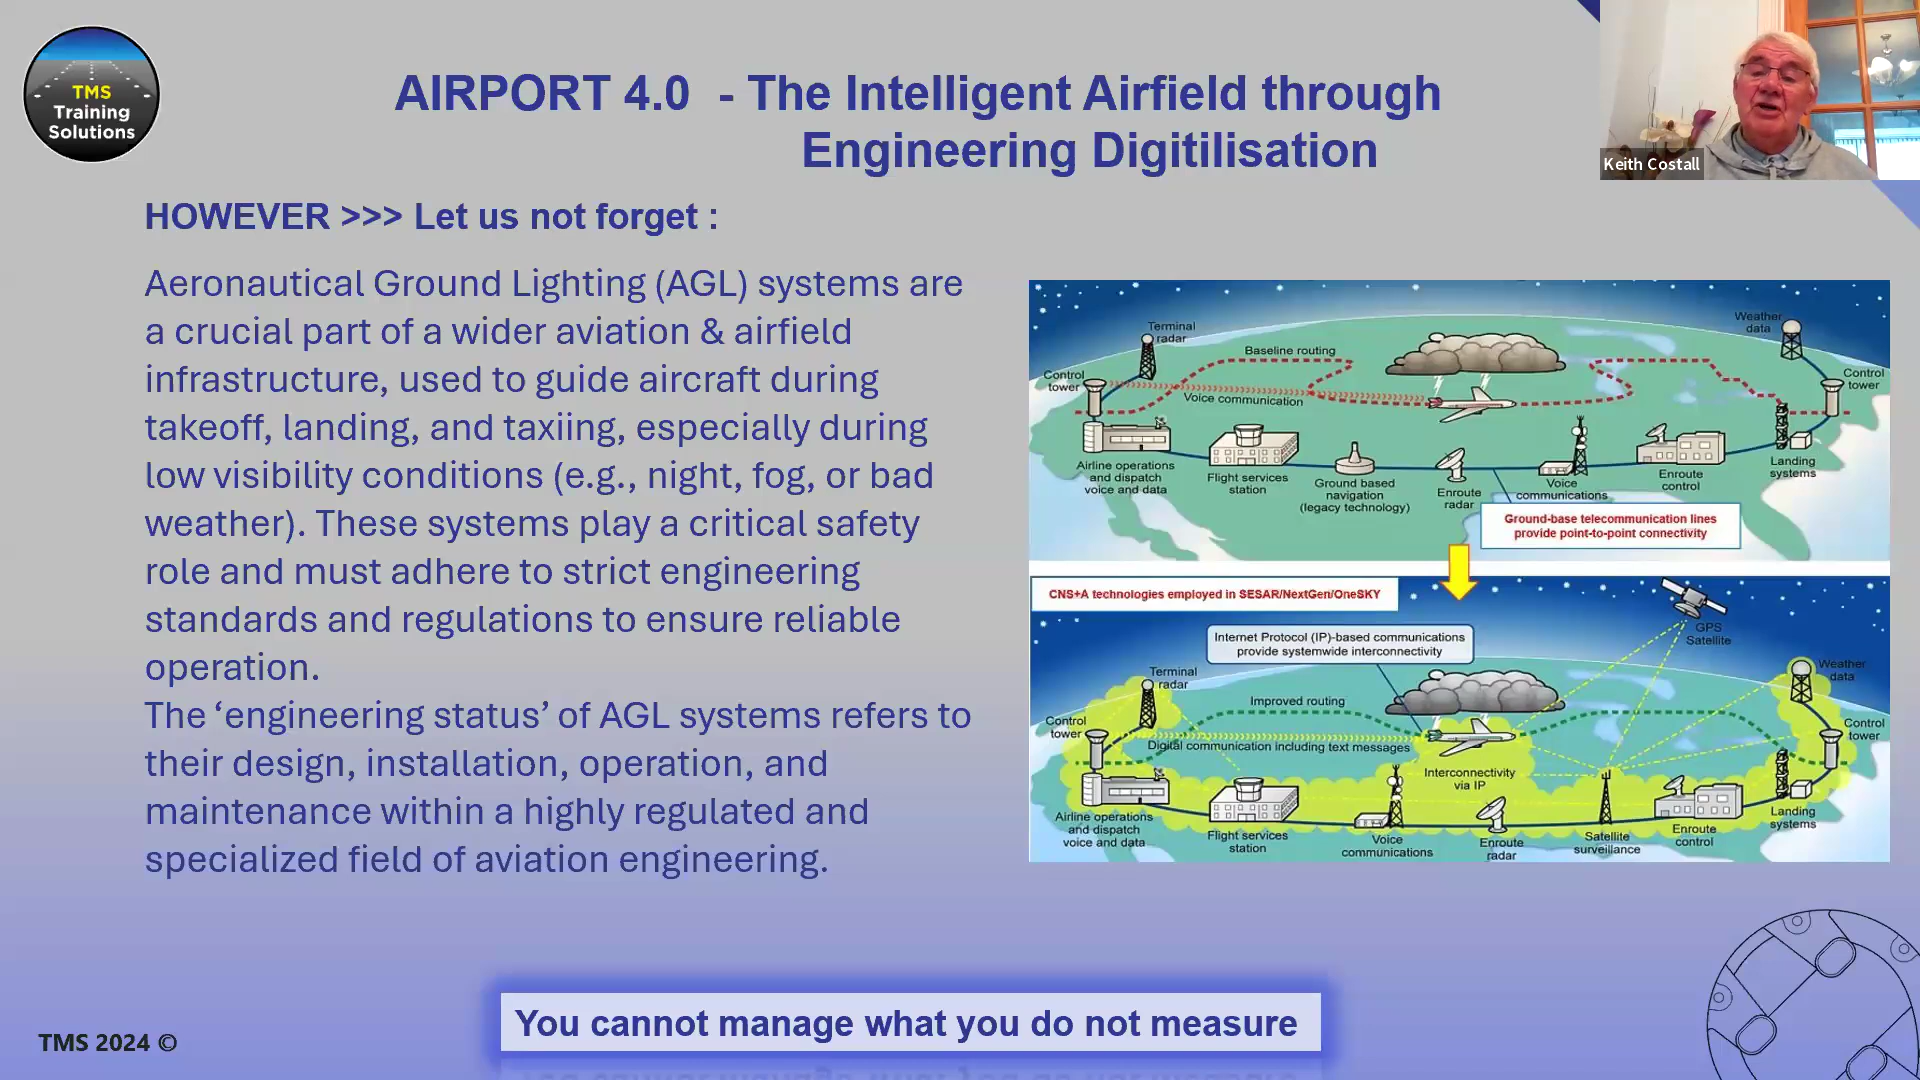 TMS
Training
Solutions
AIRPORT 4.0 - The Intelligent Airfield through
Engineering Digitilisation
Keith Costall
HOWEVER >>> Let us not forget :
Aeronautical Ground Lighting (AGL) systems are
a crucial part of a wider aviation & airfield
infrastructure, used to guide aircraft during
takeoff, landing, and taxiing, especially during
low visibility conditions (e.g., night, fog, or bad
weather). These systems play a critical safety
role and must adhere to strict engineering
standards and regulations to ensure reliable
operation.
The ‘engineering status’ of AGL systems refers to
their design, installation, operation, and
maintenance within a highly regulated and
specialized field of aviation engineering.
Terminal
radar
Weather
data
Baseline routing
Control
tower
Control
tower
Voice communication
Airline operations
and dispatch
voice and data
Flight services
station
Ground based
navigation
(legacy technology)
Enroute
radar
Voice
communications
Enroute
control
Landing
systems
Ground-base telecommunication lines
provide point-to-point connectivity
CNS+A technologies employed in SESAR/NextGen/OneSKY
GPS
Satellite
Internet Protocol (IP)-based communications
provide systemwide interconnectivity
Terminal
radar
Weather
data
Improved routing
Control
tower
Control
tower
Digital communication including text messages
Interconnectivity
via IP
Airline operations
and dispatch
voice and data
Flight services
station
Voice
communications
Enroute
radar
Satellite
surveillance
Enroute
control
Landing
systems
You cannot manage what you do not measure
TMS 2024 ©